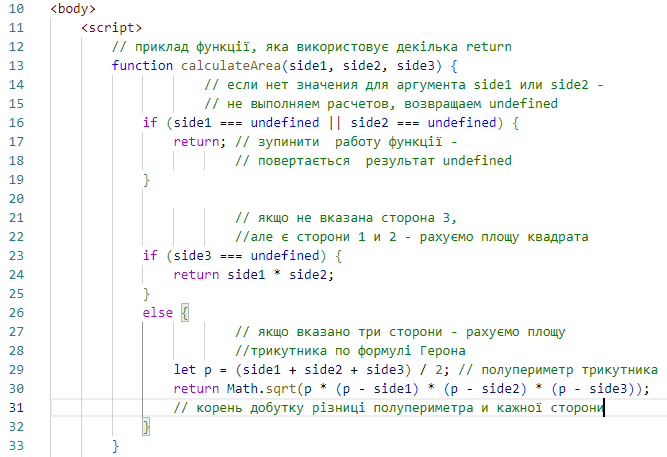 10 <body>
11 <script>
12 // приклад функції, яка використовує декілька return
13 function calculateArea(side1, side2, side3) {
14 // если нет значения для аргумента side1 или side2 -
15 // не выполняем расчетов, возвращаем undefined
16 if (side1 === undefined || side2 === undefined) {
17 return; // зупинити  работу функції -
18 // повертається  результат undefined
19 }
20
21 // якщо не вказана сторона 3,
22 //але є сторони 1 и 2 - рахуємо площу квадрата
23 if (side3 === undefined) {
24 return side1 * side2;
25 }
26 else {
27 // якщо вказано три сторони - рахуємо площу
28 //трикутника по формулі Герона
29 let p = (side1 + side2 + side3) / 2; // полупериметр трикутника
30 return Math.sqrt(p * (p - side1) * (p - side2) * (p - side3));
31 // корень добутку різниці полупериметра и кажної сторони
32 }
33 }